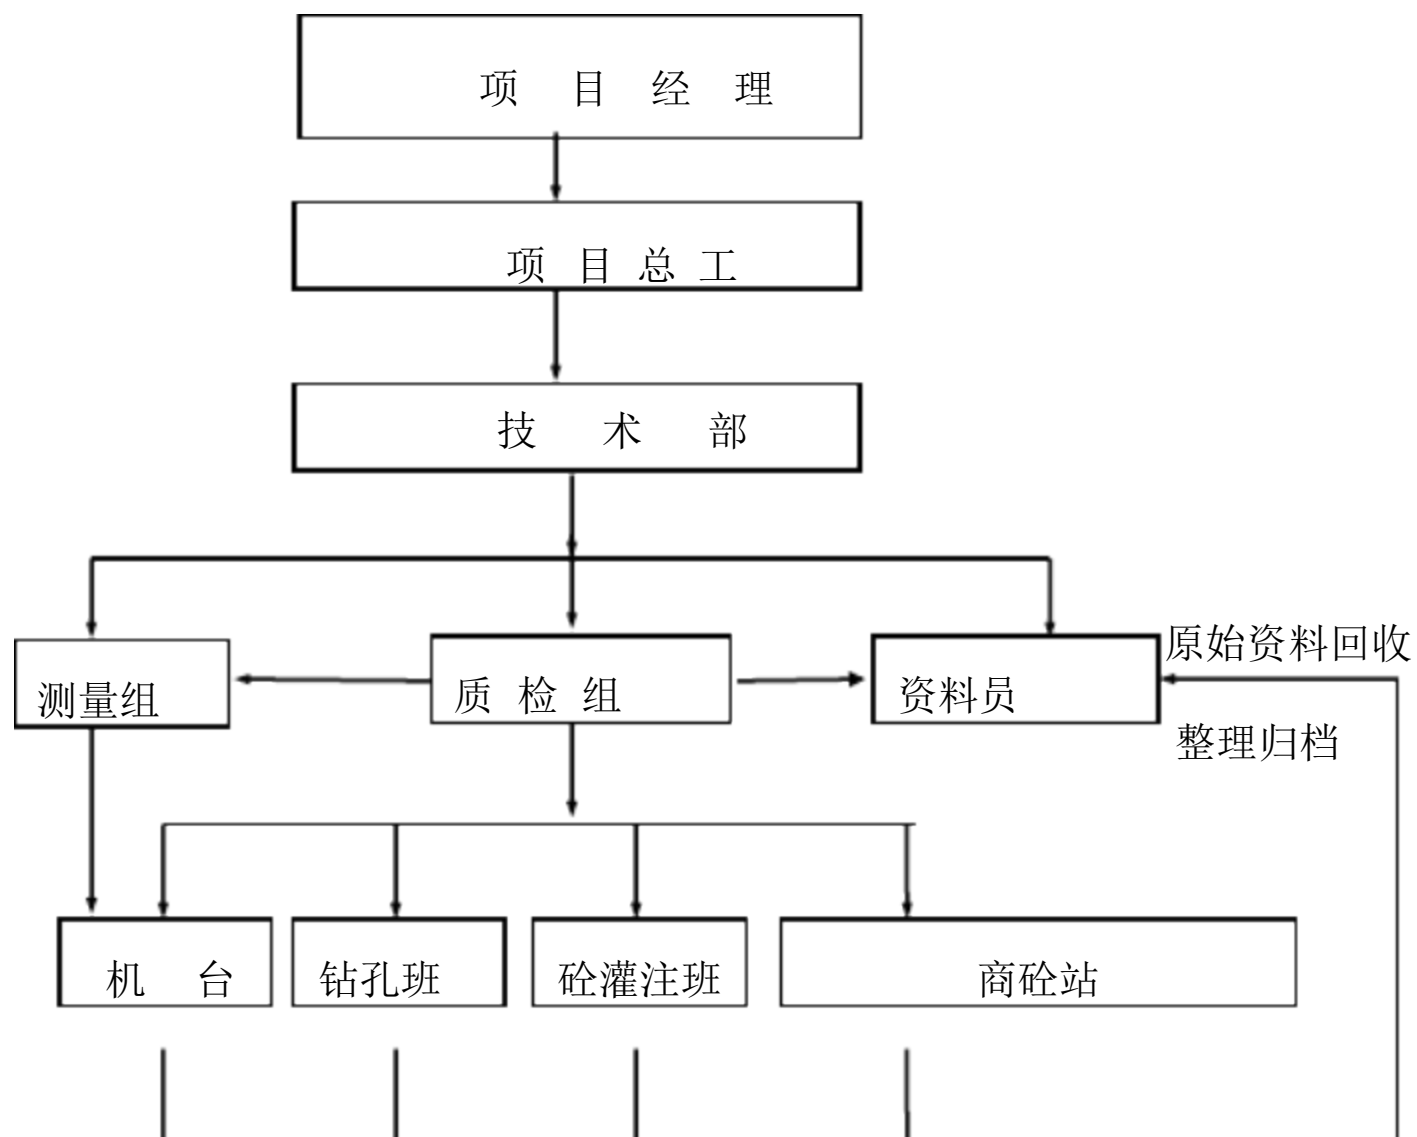 项 目 经 理
项 目 总 工
技 术 部
原始资料回收
测量组
质 检 组
资料员
整理归档
机 台
钻孔班
砼灌注班
商砼站